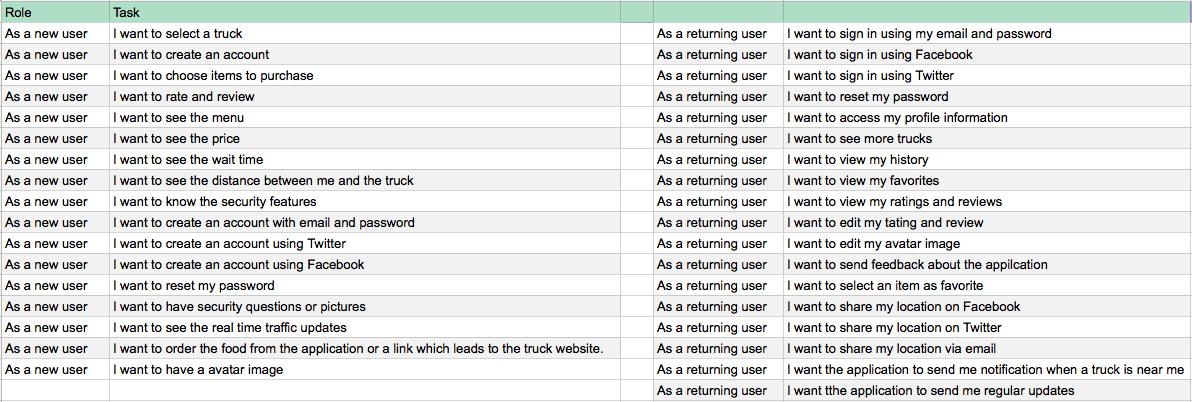 Role Task
As a new user I want to select a truck As a returning user I want to sign in using my email and password
As a new user I want to create an account As a returning user I want to sign in using Facebook
As a new user I want to choose items to purchase As a returning user I want to sign in using Twitter
As a new user I want to rate and review As a returning user I want to reset my password
As a new user I want to see the menu As a returning user I want to access my profile information
As a new user I want to see the price As a returning user I want to see more trucks
As a new user I want to see the wait time As a returning user I want to view my history
As a new user I want to see the distance between me and the truck As a returning user I want to view my favorites
As a new user I want to know the security features As a returning user I want to view my ratings and reviews
As a new user I want to create an account with email and password As a returning user I want to edit my tating and review
As a new user I want to create an account using Twitter As a returning user I want to edit my avatar image
As a new user I want to create an account using Facebook As a returning user I want to send feedback about the appilcation
As a new user I want to reset my password As a returning user I want to select an item as favorite
As a new user I want to have security questions or pictures As a returning user I want to share my location on Facebook
As a new user I want to see the real time traffic updates As a returning user I want to share my location on Twitter
As a new user I want to order the food from the application or a link which leads to the truck website. As a returning user I want to share my location via email
As a new user I want to have a avatar image As a returning user I want the application to send me notification when a truck is near me
As a returning user I want tthe application to send me regular updates